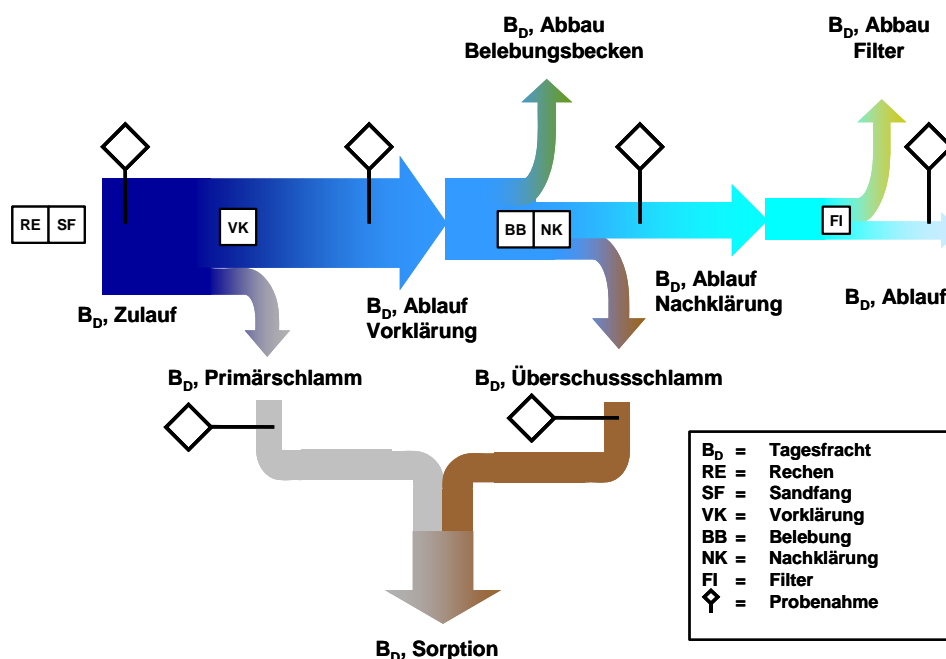 B_D, Abbau
Belebungsbecken
B_D, Abbau
Filter
RE SF
VK
BB NK
FI
B_D, Zulauf
B_D, Ablauf
Vorklärung
B_D, Ablauf
Nachklärung
B_D, Ablauf
B_D, Primärschlamm
B_D, Überschussschlamm
B_D = Tagesfracht
RE = Rechen
SF = Sandfang
VK = Vorklärung
BB = Belebung
NK = Nachklärung
FI = Filter
= Probenahme
B_D, Sorption